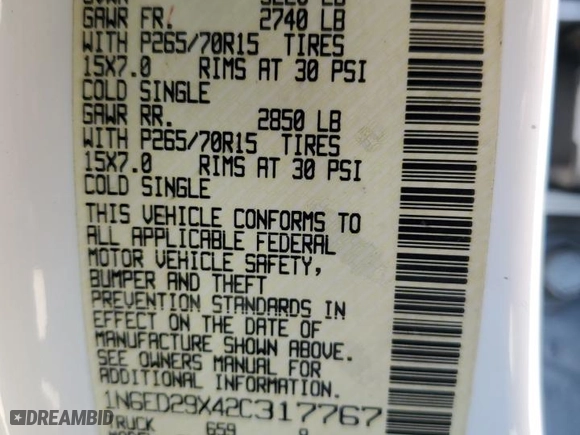 GAWR FR. 2740 LB
WITH P265/70R15 TIRES
15X7.0 RIMS AT 30 PSI
COLD SINGLE
GAWR RR. 2850 LB
WITH P265/70R15 TIRES
15X7.0 RIMS AT 30 PSI
COLD SINGLE
THIS VEHICLE CONFORMS TO
ALL APPLICABLE FEDERAL
MOTOR VEHICLE SAFETY,
BUMPER AND THEFT
PREVENTION STANDARDS IN
EFFECT ON THE DATE OF
MANUFACTURE SHOWN ABOVE.
SEE OWNERS MANUAL FOR
ADDITIONAL INFORMATION.
1N6ED29X42C317767
TRUCK 659 9
DREAMBID